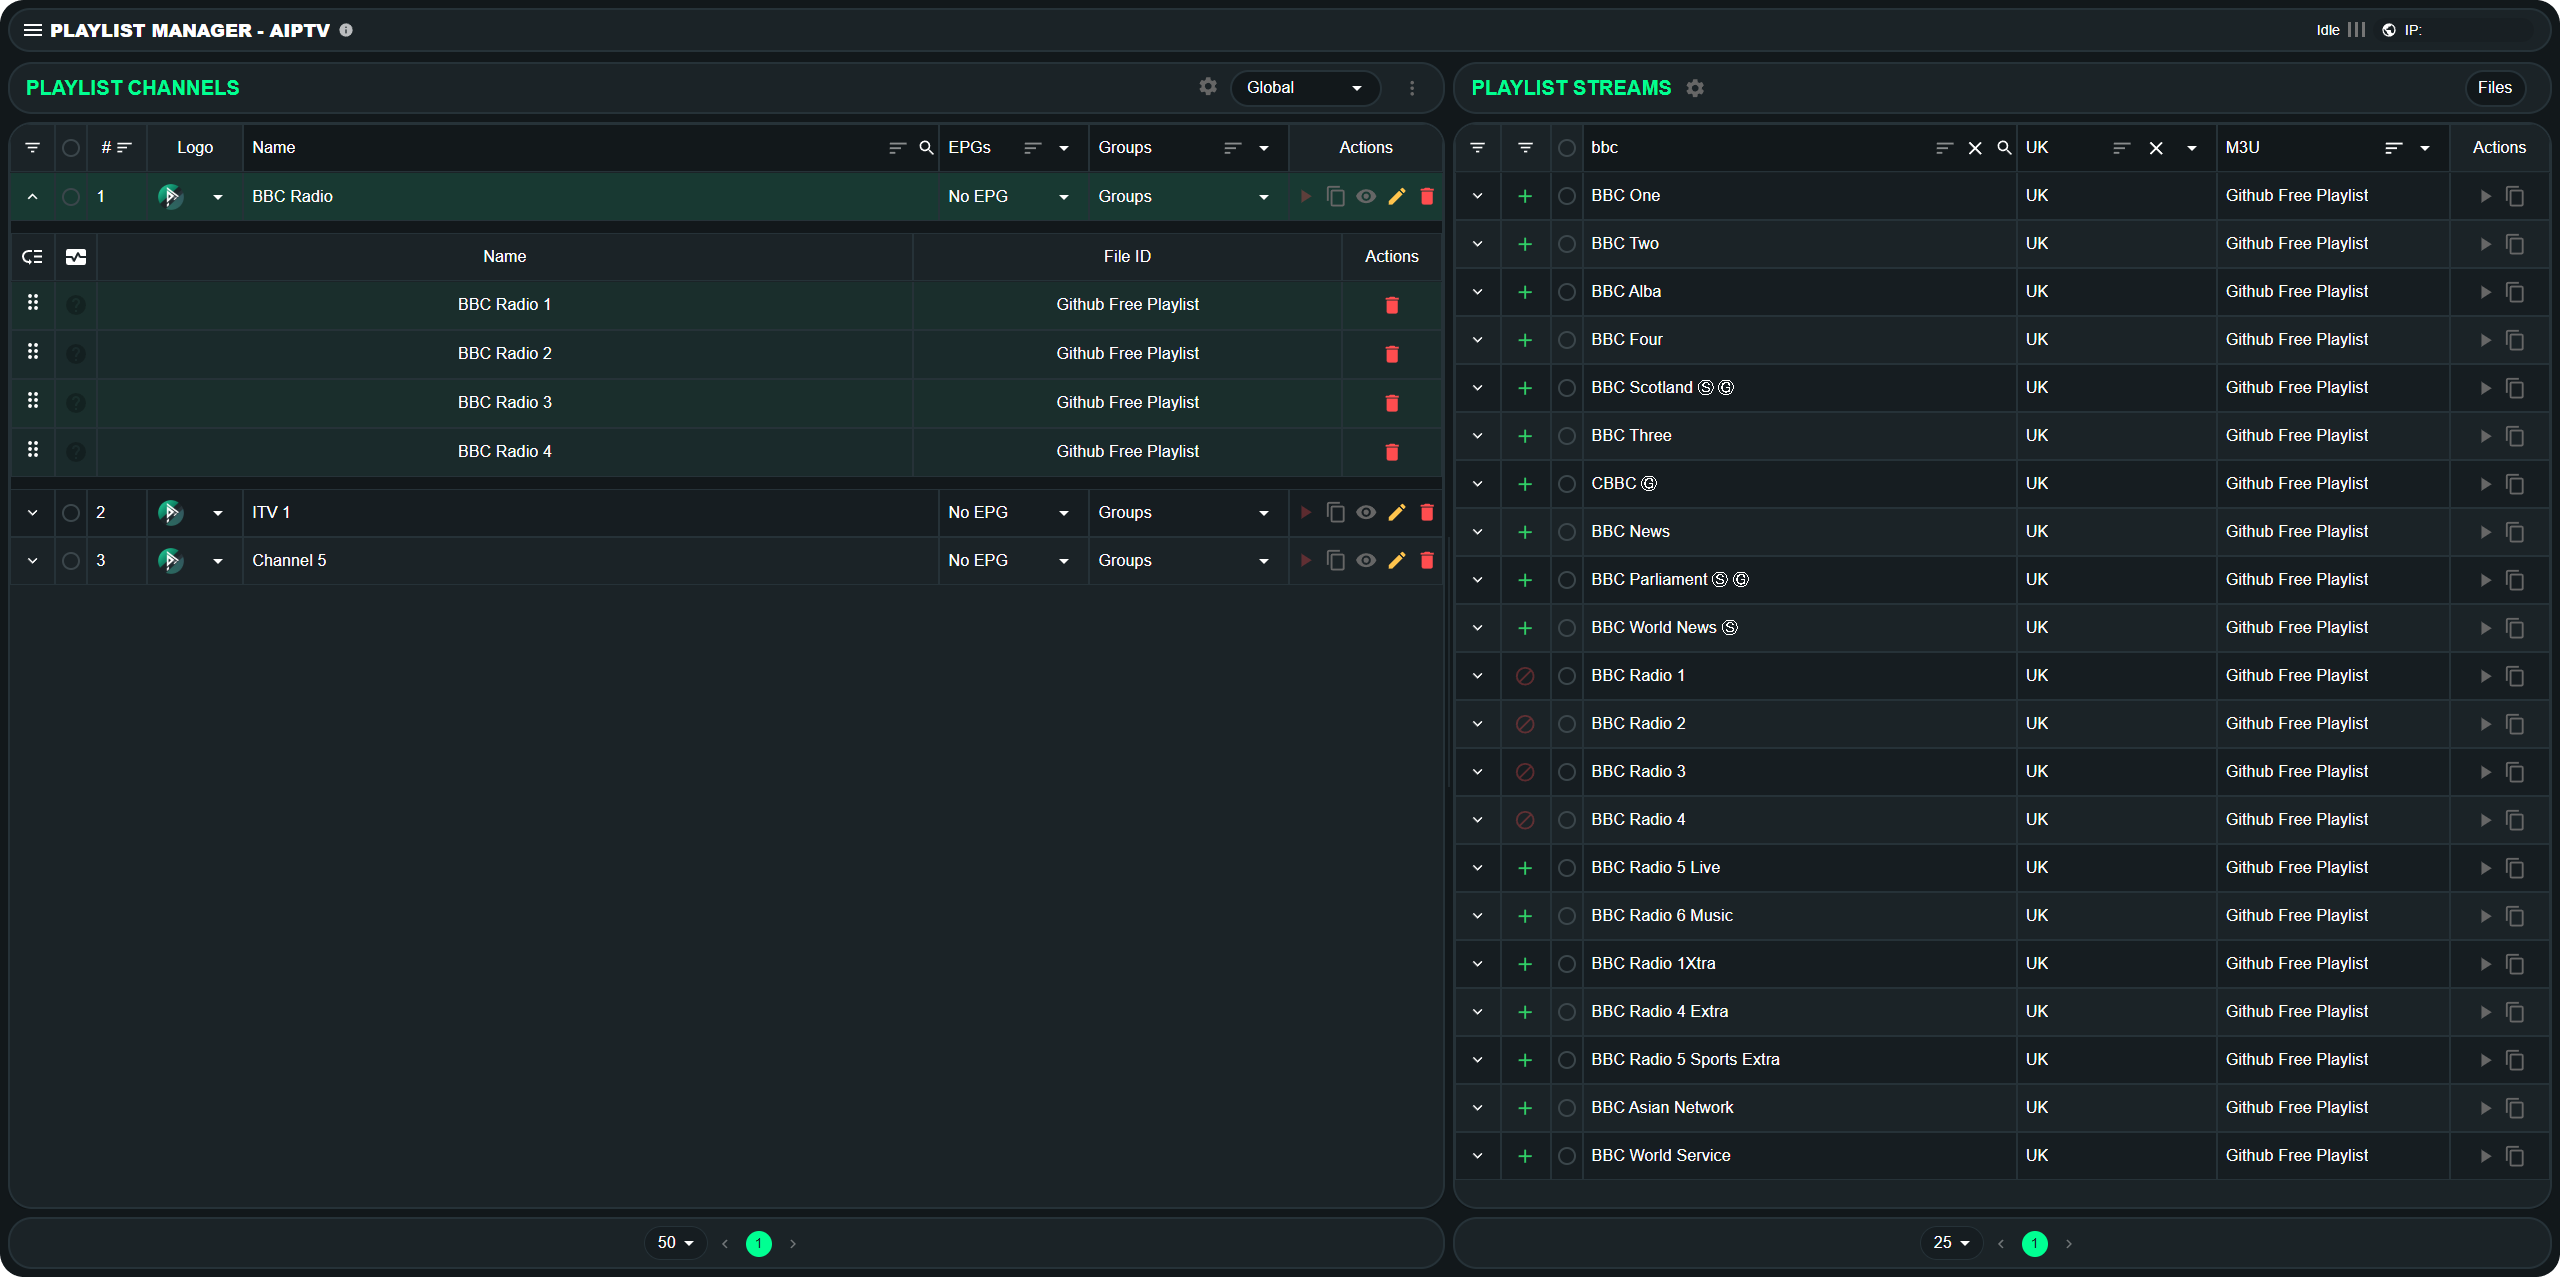 PLAYLIST MANAGER - AIPTV
Idle IP:
PLAYLIST CHANNELS Global
# Logo Name EPGs Groups Actions
1 BBC Radio No EPG Groups
Name File ID Actions
BBC Radio 1 Github Free Playlist
BBC Radio 2 Github Free Playlist
BBC Radio 3 Github Free Playlist
BBC Radio 4 Github Free Playlist
2 ITV 1 No EPG Groups
3 Channel 5 No EPG Groups
50 1
PLAYLIST STREAMS Files
bbc UK M3U Actions
BBC One UK Github Free Playlist
BBC Two UK Github Free Playlist
BBC Alba UK Github Free Playlist
BBC Four UK Github Free Playlist
BBC Scotland Ⓢ Ⓖ UK Github Free Playlist
BBC Three UK Github Free Playlist
CBBC Ⓖ UK Github Free Playlist
BBC News UK Github Free Playlist
BBC Parliament Ⓢ Ⓖ UK Github Free Playlist
BBC World News Ⓢ UK Github Free Playlist
BBC Radio 1 UK Github Free Playlist
BBC Radio 2 UK Github Free Playlist
BBC Radio 3 UK Github Free Playlist
BBC Radio 4 UK Github Free Playlist
BBC Radio 5 Live UK Github Free Playlist
BBC Radio 6 Music UK Github Free Playlist
BBC Radio 1Xtra UK Github Free Playlist
BBC Radio 4 Extra UK Github Free Playlist
BBC Radio 5 Sports Extra UK Github Free Playlist
BBC Asian Network UK Github Free Playlist
BBC World Service UK Github Free Playlist
25 1